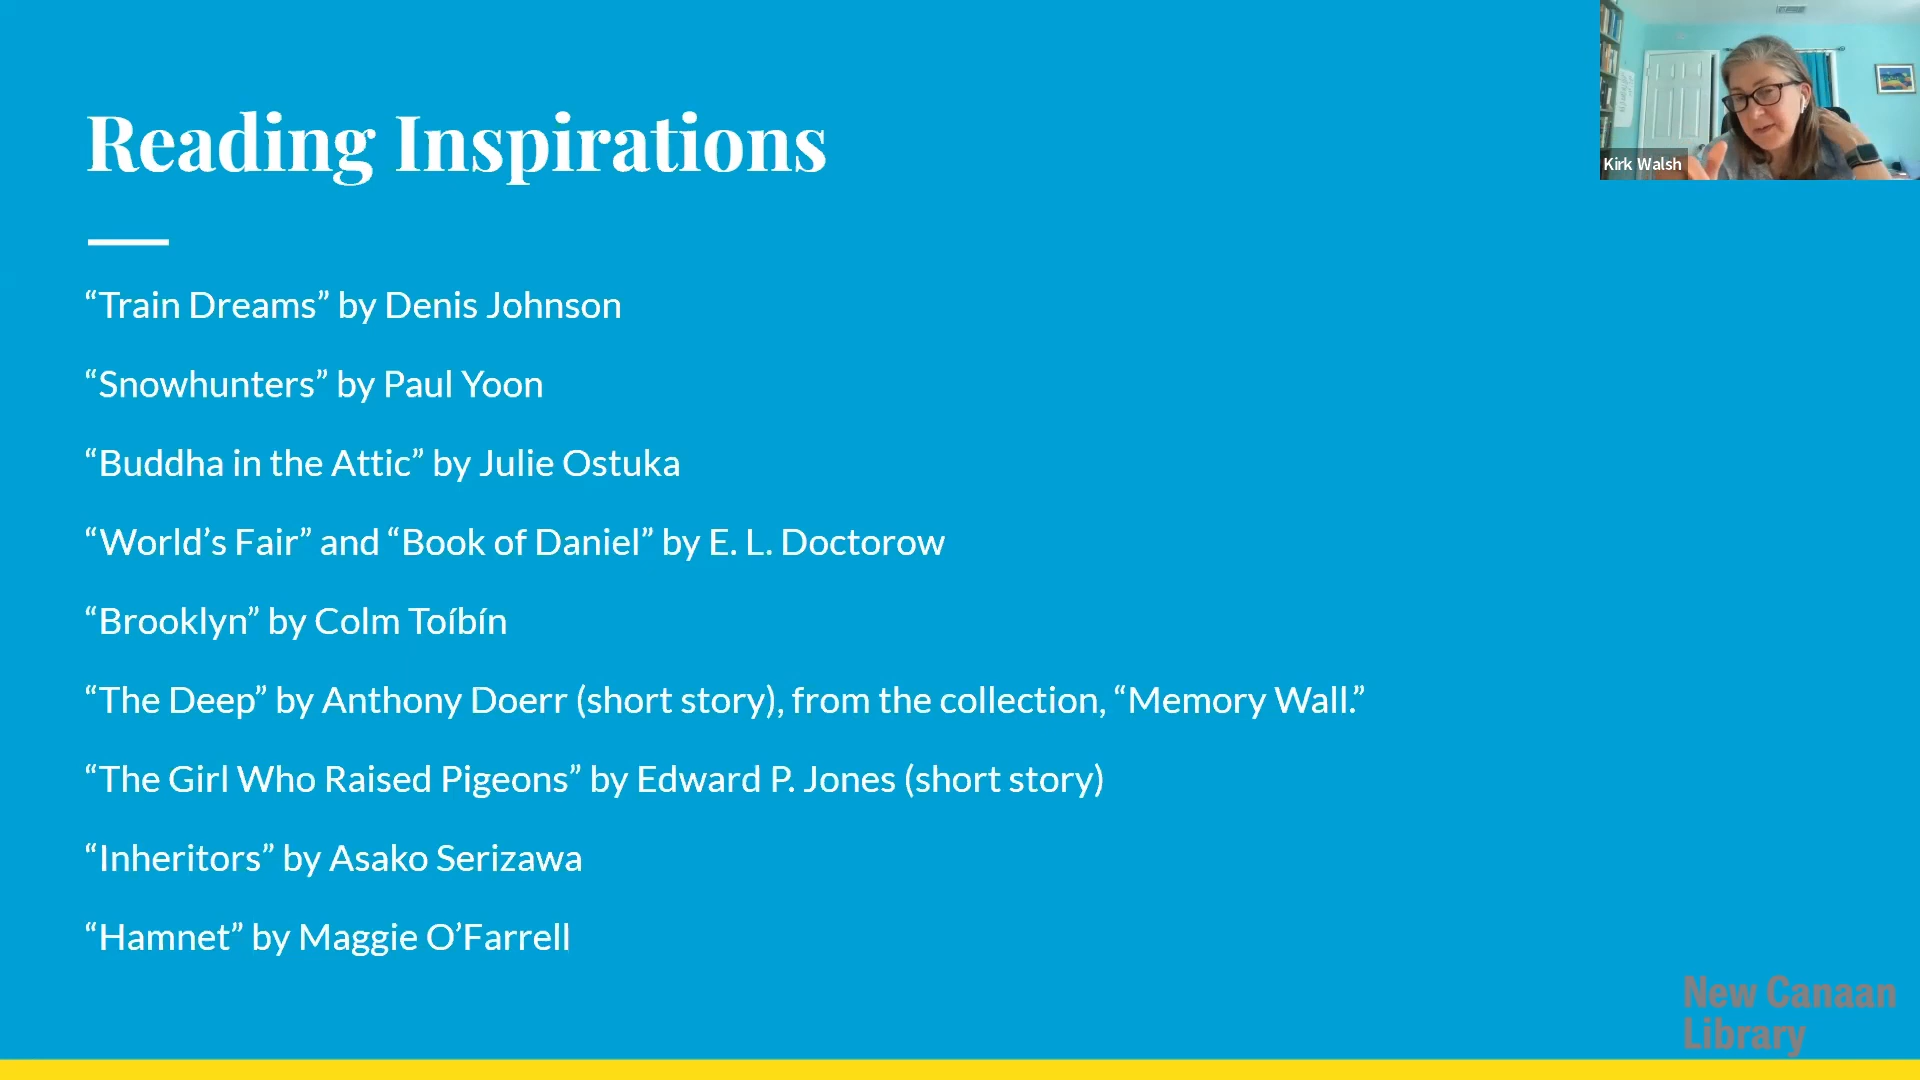 Reading Inspirations
Kirk Walsh
“Train Dreams” by Denis Johnson
“Snowhunters” by Paul Yoon
“Buddha in the Attic” by Julie Ostuka
“World’s Fair” and “Book of Daniel” by E. L. Doctorow
“Brooklyn” by Colm Toíbín
“The Deep” by Anthony Doerr (short story), from the collection, “Memory Wall.”
“The Girl Who Raised Pigeons” by Edward P. Jones (short story)
“Inheritors” by Asako Serizawa
“Hamnet” by Maggie O’Farrell
New Canaan
Library